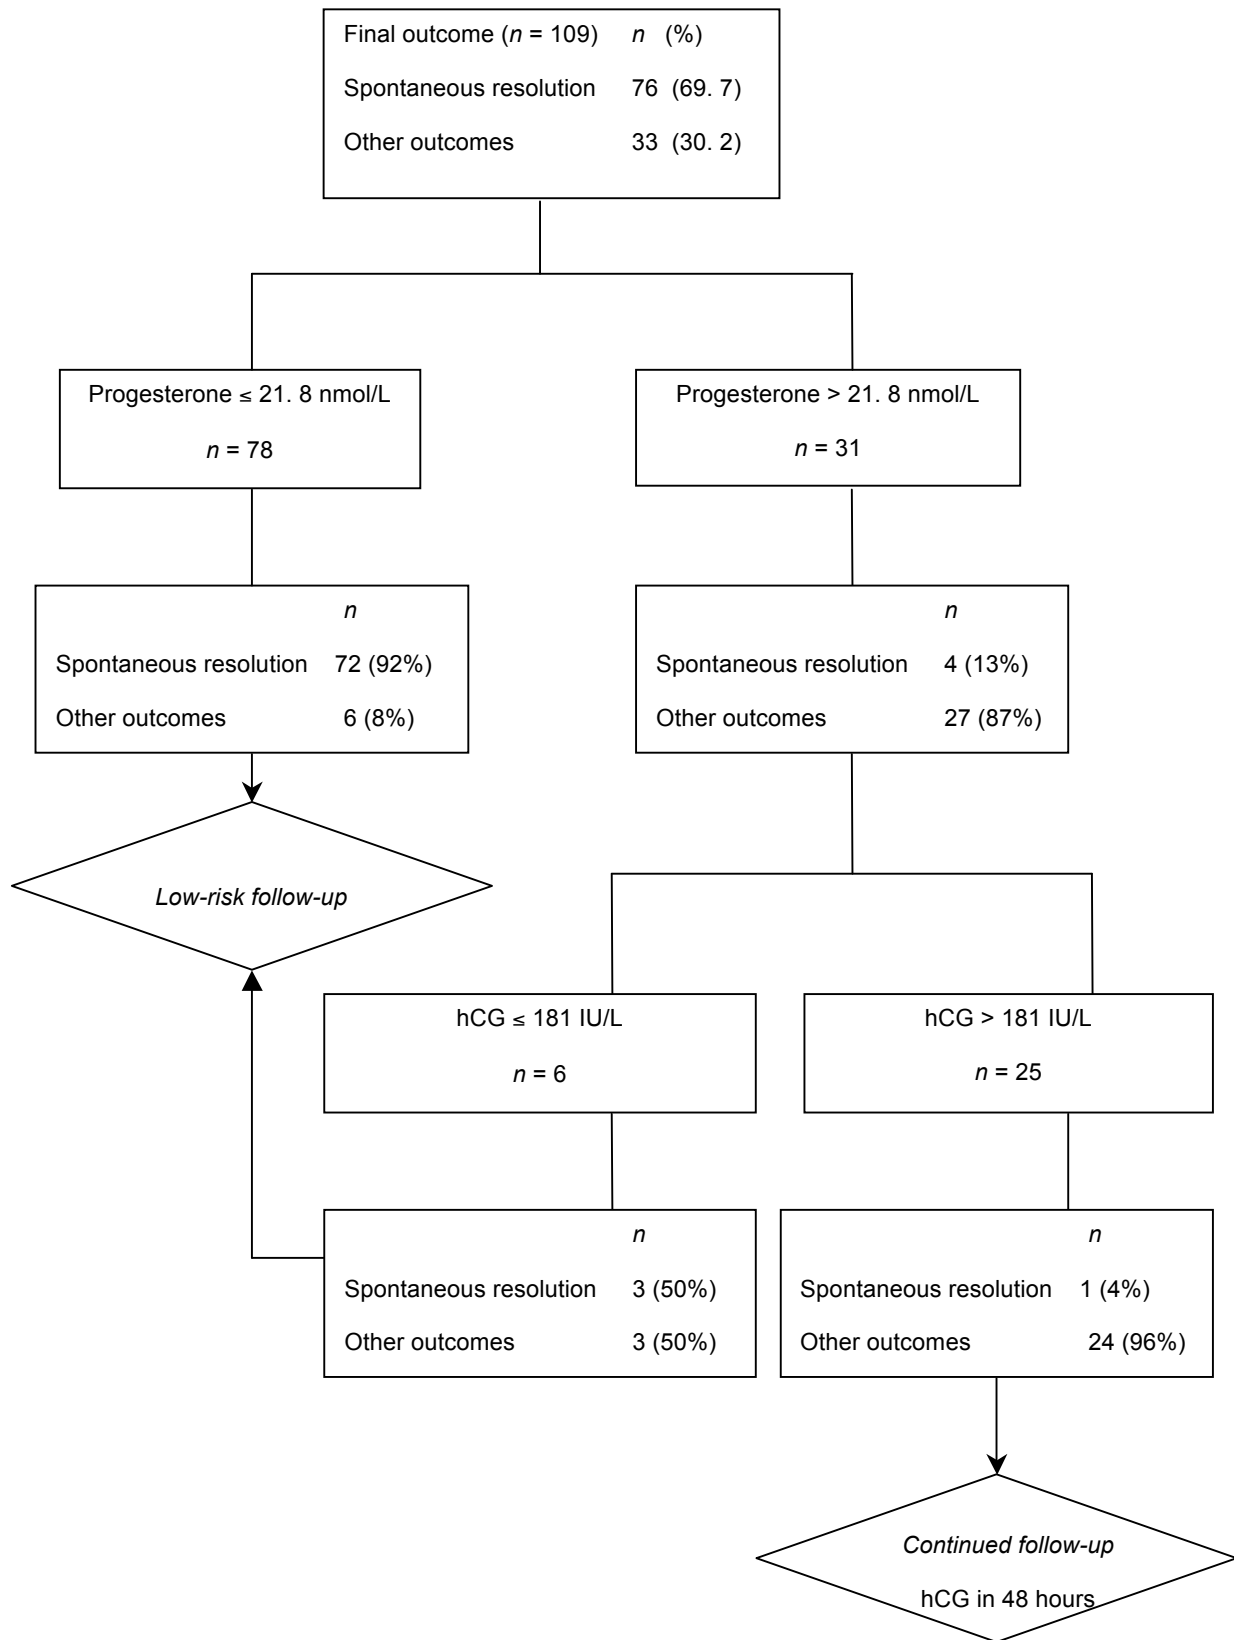 Final outcome (n = 109) n (%)
Spontaneous resolution 76 (69. 7)
Other outcomes 33 (30. 2)
Progesterone ≤ 21. 8 nmol/L
n = 78
Progesterone > 21. 8 nmol/L
n = 31
n
Spontaneous resolution 72 (92%)
Other outcomes 6 (8%)
n
Spontaneous resolution 4 (13%)
Other outcomes 27 (87%)
Low-risk follow-up
hCG ≤ 181 IU/L
n = 6
hCG > 181 IU/L
n = 25
n
Spontaneous resolution 3 (50%)
Other outcomes 3 (50%)
n
Spontaneous resolution 1 (4%)
Other outcomes 24 (96%)
Continued follow-up
hCG in 48 hours